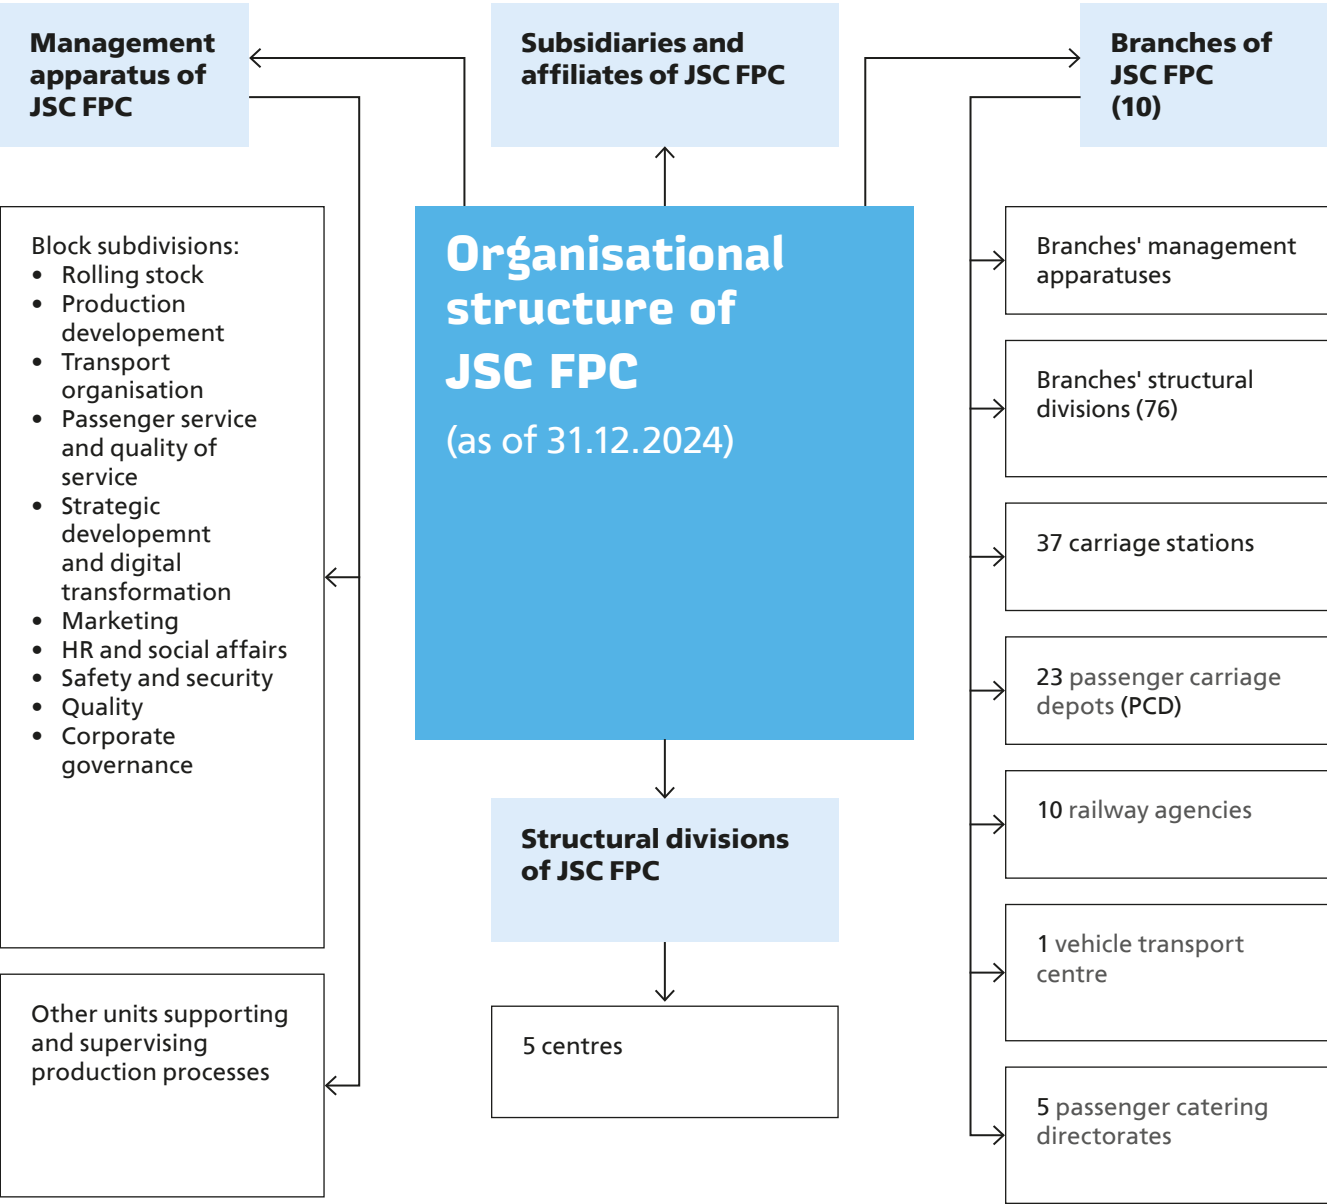 Management
apparatus of
JSC FPC
Subsidiaries and
affiliates of JSC FPC
Branches of
JSC FPC
(10)
Block subdivisions:
• Rolling stock
• Production
developement
• Transport
organisation
• Passenger service
and quality of
service
• Strategic
developemnt
and digital
transformation
• Marketing
• HR and social affairs
• Safety and security
• Quality
• Corporate
governance
Other units supporting
and supervising
production processes
Organisational
structure of
JSC FPC
(as of 31.12.2024)
Structural divisions
of JSC FPC
5 centres
Branches' management
apparatuses
Branches' structural
divisions (76)
37 carriage stations
23 passenger carriage
depots (PCD)
10 railway agencies
1 vehicle transport
centre
5 passenger catering
directorates